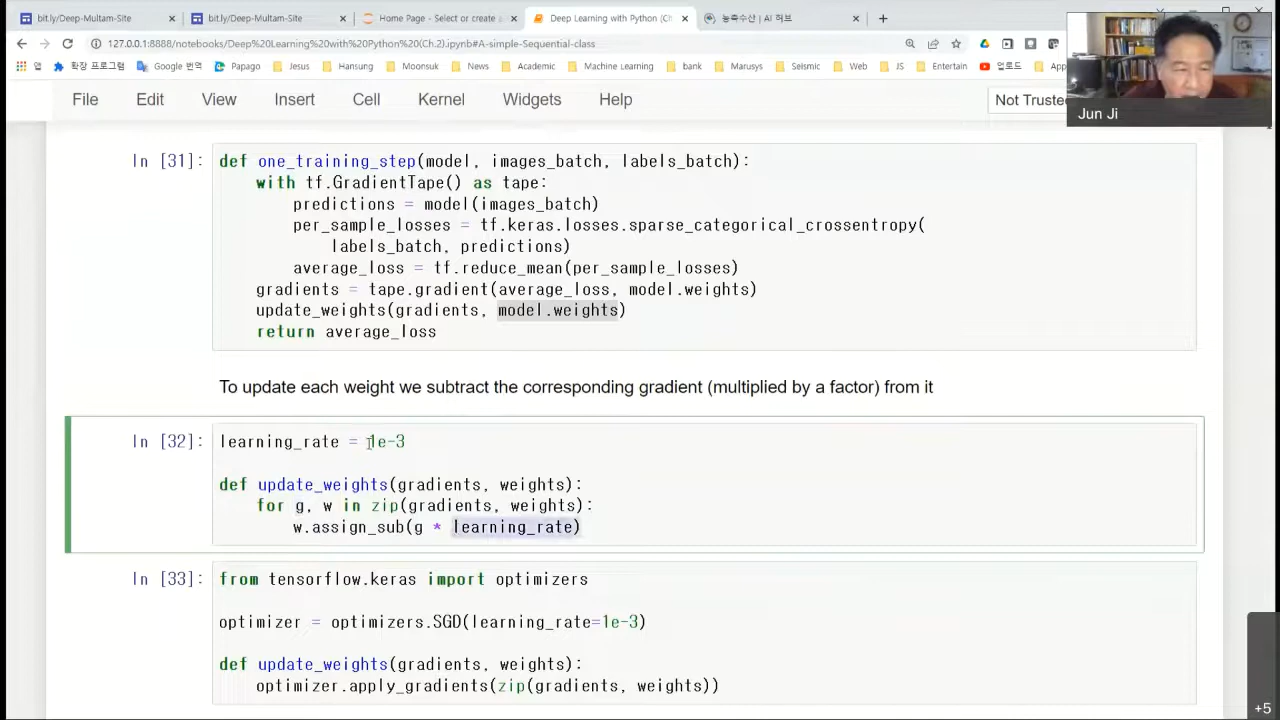 bit.ly/Deep-Multam-Site
bit.ly/Deep-Multam-Site
Home Page - Select or create a
Deep Learning with Python (Ch.
농축수산 | AI 허브
127.0.0.1:8888/notebooks/Deep%20Learning%20with%20Python%20(Ch.2).ipynb#A-simple-Sequential-class
앱
확장 프로그램
Google 번역
Papago
Jesus
Hansung
Moonsuk
News
Academic
Machine Learning
bank
Marusys
Seismic
Web
JS
Entertain
업로드
App
File
Edit
View
Insert
Cell
Kernel
Widgets
Help
Not Truste
Jun Ji
In [31]:
def one_training_step(model, images_batch, labels_batch):
with tf.GradientTape() as tape:
predictions = model(images_batch)
per_sample_losses = tf.keras.losses.sparse_categorical_crossentropy(
labels_batch, predictions)
average_loss = tf.reduce_mean(per_sample_losses)
gradients = tape.gradient(average_loss, model.weights)
update_weights(gradients, model.weights)
return average_loss
To update each weight we subtract the corresponding gradient (multiplied by a factor) from it
In [32]:
learning_rate = 1e-3
def update_weights(gradients, weights):
for g, w in zip(gradients, weights):
w.assign_sub(g * learning_rate)
In [33]:
from tensorflow.keras import optimizers
optimizer = optimizers.SGD(learning_rate=1e-3)
def update_weights(gradients, weights):
optimizer.apply_gradients(zip(gradients, weights))
+5